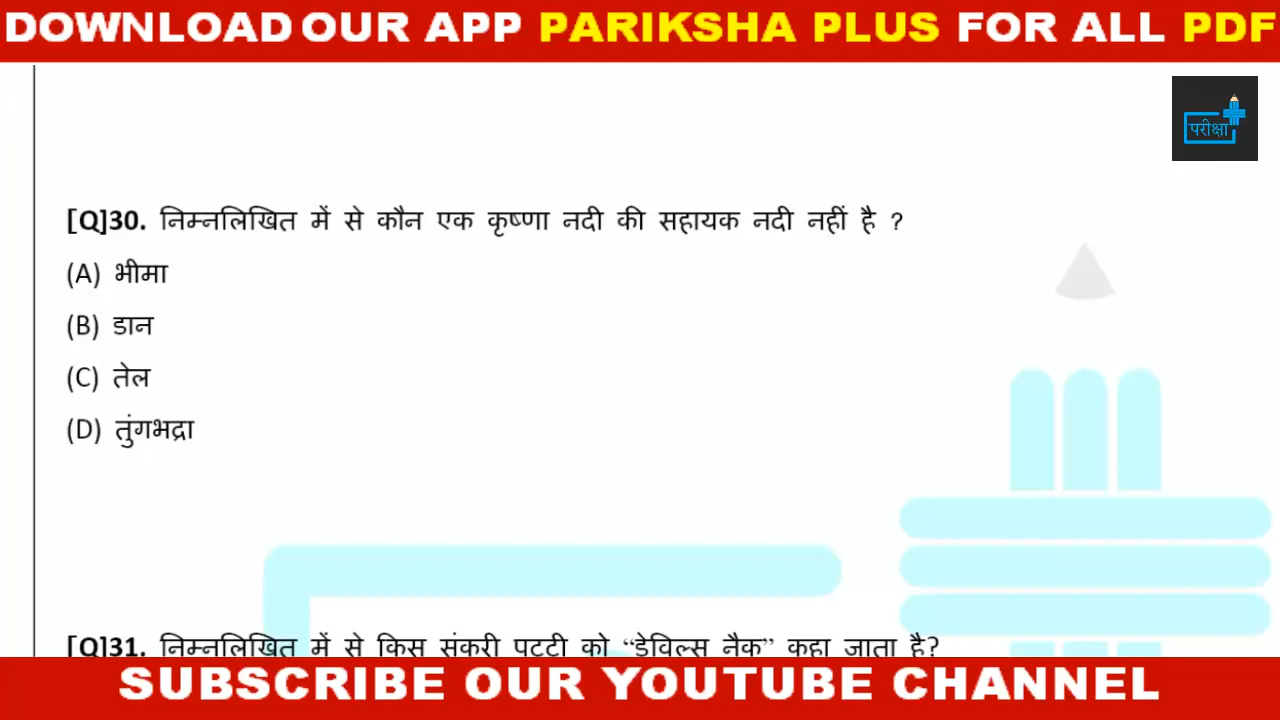 DOWNLOAD OUR APP PARIKSHA PLUS FOR ALL PDF
परीक्षा
[Q]30. निम्नलिखित में से कौन एक कृष्णा नदी की सहायक नदी नहीं है ?
(A) भीमा
(B) डान
(C) तेल
(D) तुंगभद्रा
[Q]31. निम्नलिखित में से किस संकरी पट्टी को “डेविल्स नैक” कहा जाता है?
SUBSCRIBE OUR YOUTUBE CHANNEL